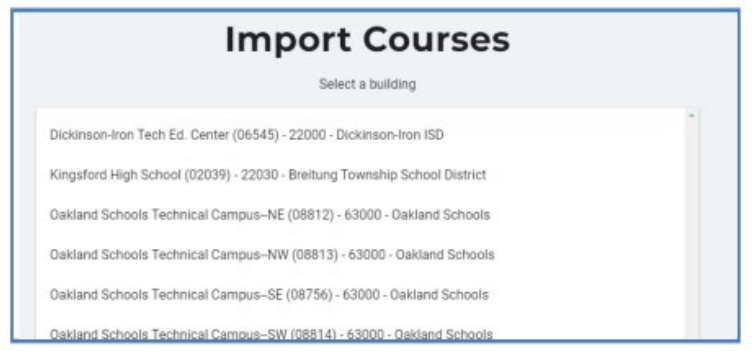 Import Courses
Select a building
Dickinson-Iron Tech Ed. Center (06545) - 22000 - Dickinson-Iron ISD
Kingsford High School (02039) - 22030 - Breitung Township School District
Oakland Schools Technical Campus--NE (08812) - 63000 - Oakland Schools
Oakland Schools Technical Campus--NW (08813) - 63000 - Oakland Schools
Oakland Schools Technical Campus--SE (08756) - 63000 - Oakland Schools
Oakland Schools Technical Campus--SW (08814) - 63000 - Oakland Schools